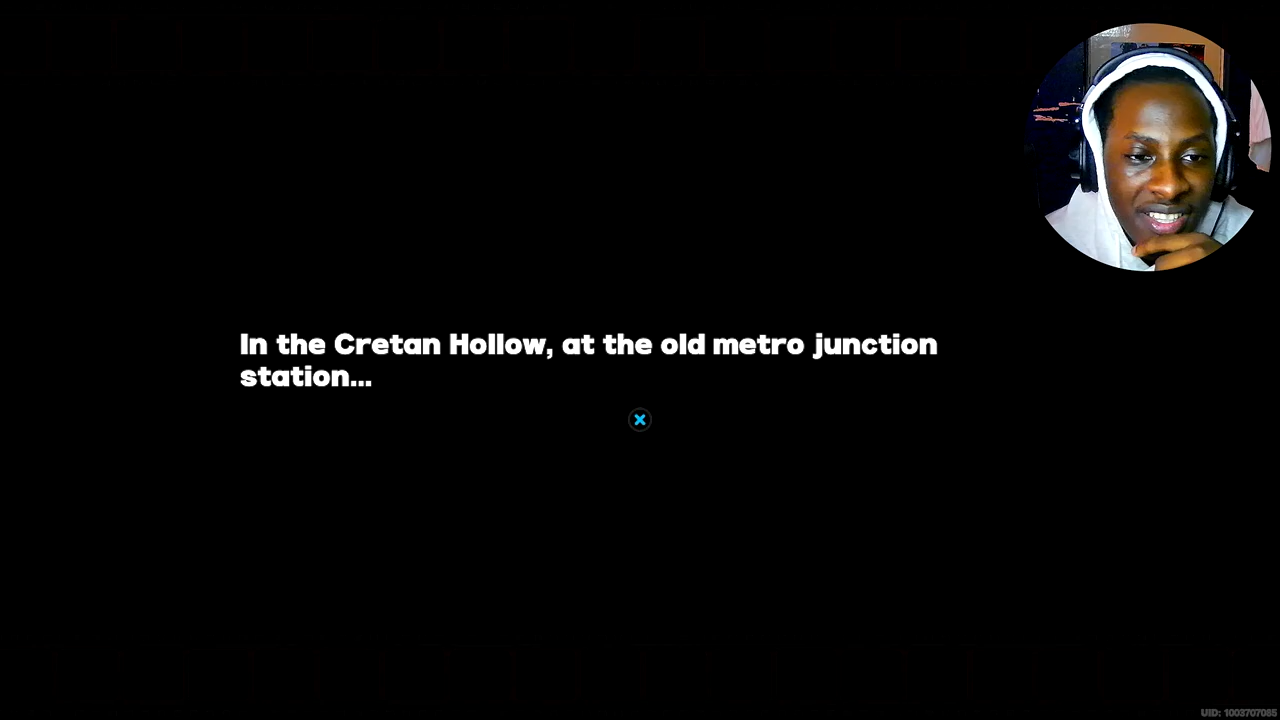 In the Cretan Hollow, at the old metro junction
station...
UID: 1003707085